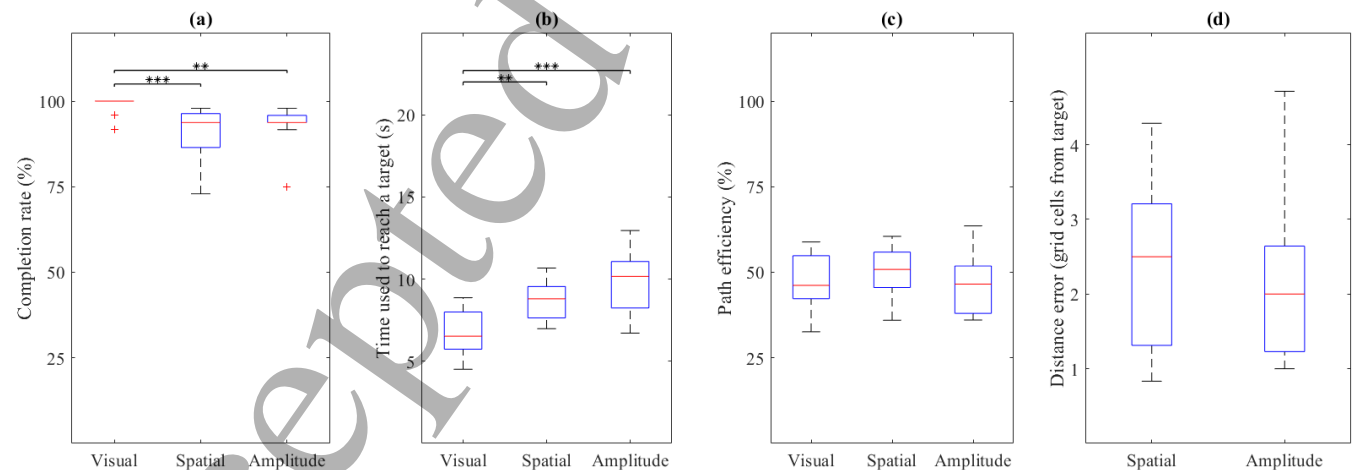 (a)
Completion rate (%)
100
75
50
25
**
***
Visual Spatial Amplitude
(b)
Time used to reach a target (s)
20
15
10
5
***
**
Visual Spatial Amplitude
(c)
Path efficiency (%)
100
75
50
25
Visual Spatial Amplitude
(d)
Distance error (grid cells from target)
4
3
2
1
Spatial Amplitude
epted